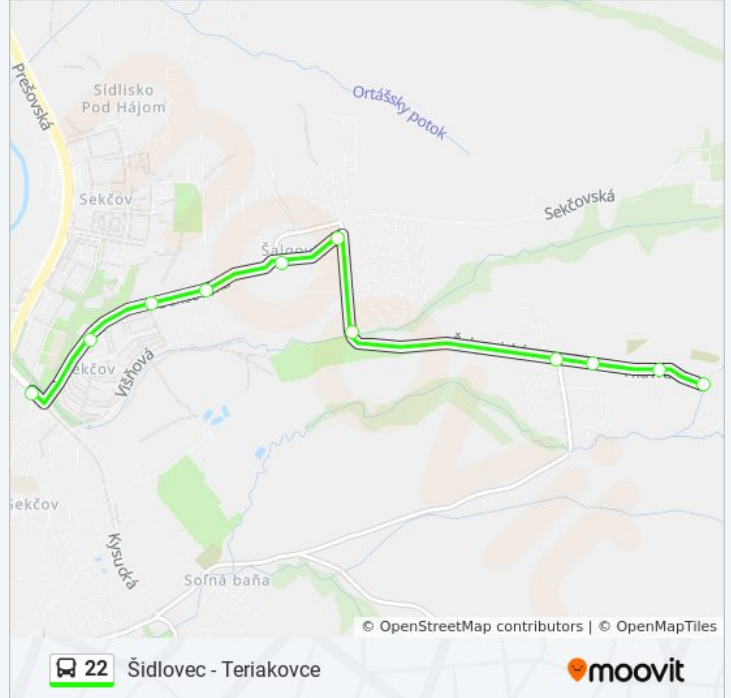 Prešovská
Sídlisko
Pod Hájom
Ortášsky potok
Sekčov
Sekčovská
Višňová
Sekčov
Kysucká
Soľná baňa
© OpenStreetMap contributors | © OpenMapTiles
22
Šidlovec - Teriakovce
moovit